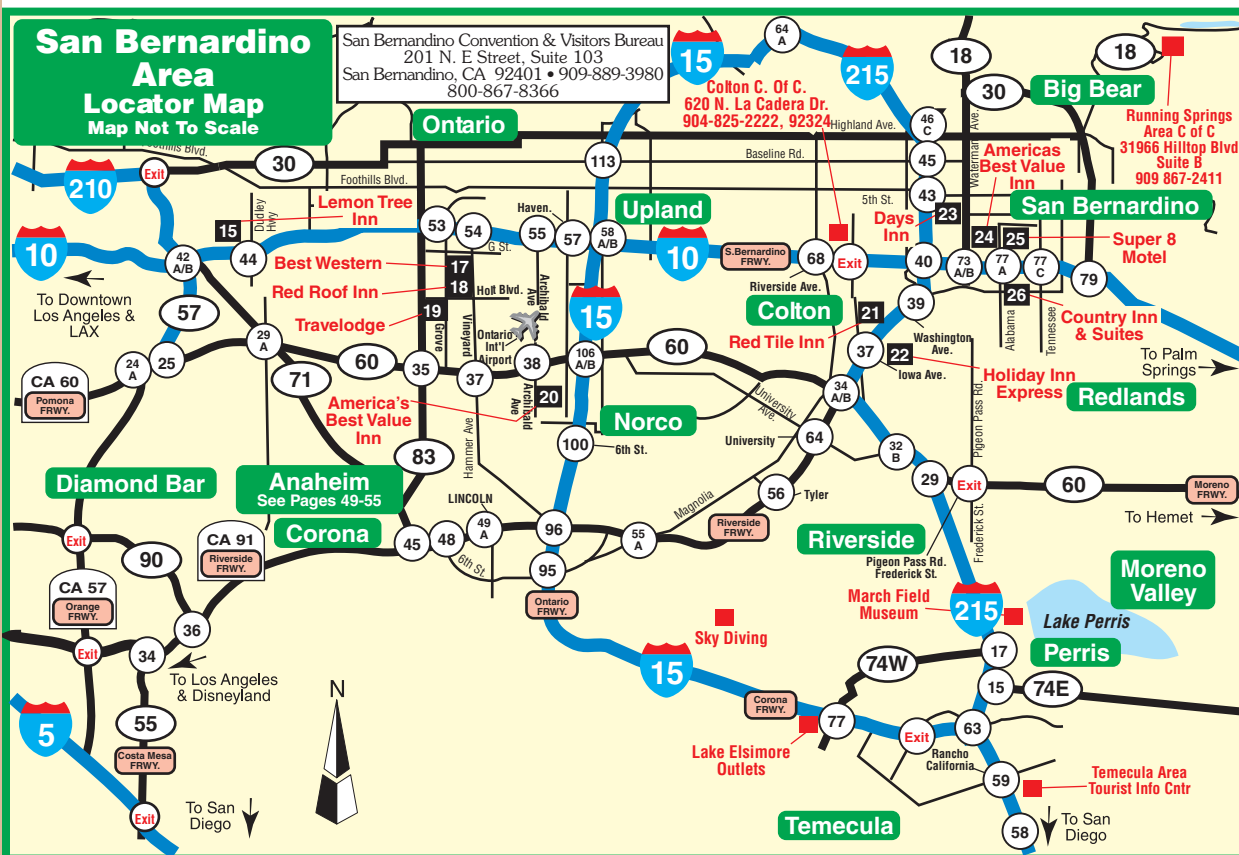 San Bernardino
Area
Locator Map
Map Not To Scale
San Bernandino Convention & Visitors Bureau
201 N. E Street, Suite 103
San Bernandino, CA 92401 • 909-889-3980
800-867-8366
15
64
A
215
18
30
18
Big Bear
Running Springs
Area C of C
31966 Hilltop Blvd
Suite B
909 867-2411
Colton C. Of C.
620 N. La Cadera Dr.
904-825-2222, 92324
Ontario
Highland Ave.
46
C
Waterman Ave.
Foothills Blvd.
30
113
Baseline Rd.
45
Americas
Best Value
Inn
Exit
210
Foothills Blvd.
43
5th St.
San Bernardino
Lemon Tree
Inn
15
Dudley
Hwy
53
54
Haven.
55
57
58
A/B
Upland
Days
Inn
23
24
25
Super 8
Motel
10
42
A/B
44
G St.
10
S.Bernardino
FRWY.
68
Exit
40
73
A/B
77
A
77
C
79
To Downtown
Los Angeles &
LAX
Best Western
17
Red Roof Inn
18
Holt Blvd.
Riverside Ave.
26
Country Inn
& Suites
57
Travelodge
19
Grove
Vineyard
Archibald
Ave
Ontario
Int'l
Airport
15
Colton
21
39
Washington
Ave.
Alabama
Tennessee
Red Tile Inn
29
A
60
60
37
22
Iowa Ave.
Holiday Inn
Express
To Palm
Springs
24
A
25
71
35
37
38
106
A/B
34
A/B
Redlands
CA 60
Pomona
FRWY.
America's
Best Value
Inn
20
Archibald
Ave
Norco
University
Ave.
Pigeon Pass Rd.
83
Hammer Ave
100
6th St.
University
64
32
B
Diamond Bar
Anaheim
See Pages 49-55
29
Exit
60
Moreno
FRWY.
To Hemet
LINCOLN
Magnolia
56
Tyler
Corona
CA 91
Riverside
FRWY.
45
48
49
A
96
55
A
Riverside
FRWY.
Riverside
Frederick St.
Exit
90
6th St.
95
Pigeon Pass Rd.
Frederick St.
Moreno
Valley
CA 57
Orange
FRWY.
Ontario
FRWY.
March Field
Museum
215
Lake Perris
36
Sky Diving
Exit
34
17
Perris
To Los Angeles
& Disneyland
N
15
74W
15
74E
5
55
Corona
FRWY.
77
Exit
63
Costa Mesa
FRWY.
Lake Elsimore
Outlets
Rancho
California
59
Temecula Area
Tourist Info Cntr
Exit
To San
Diego
Temecula
58
To San
Diego